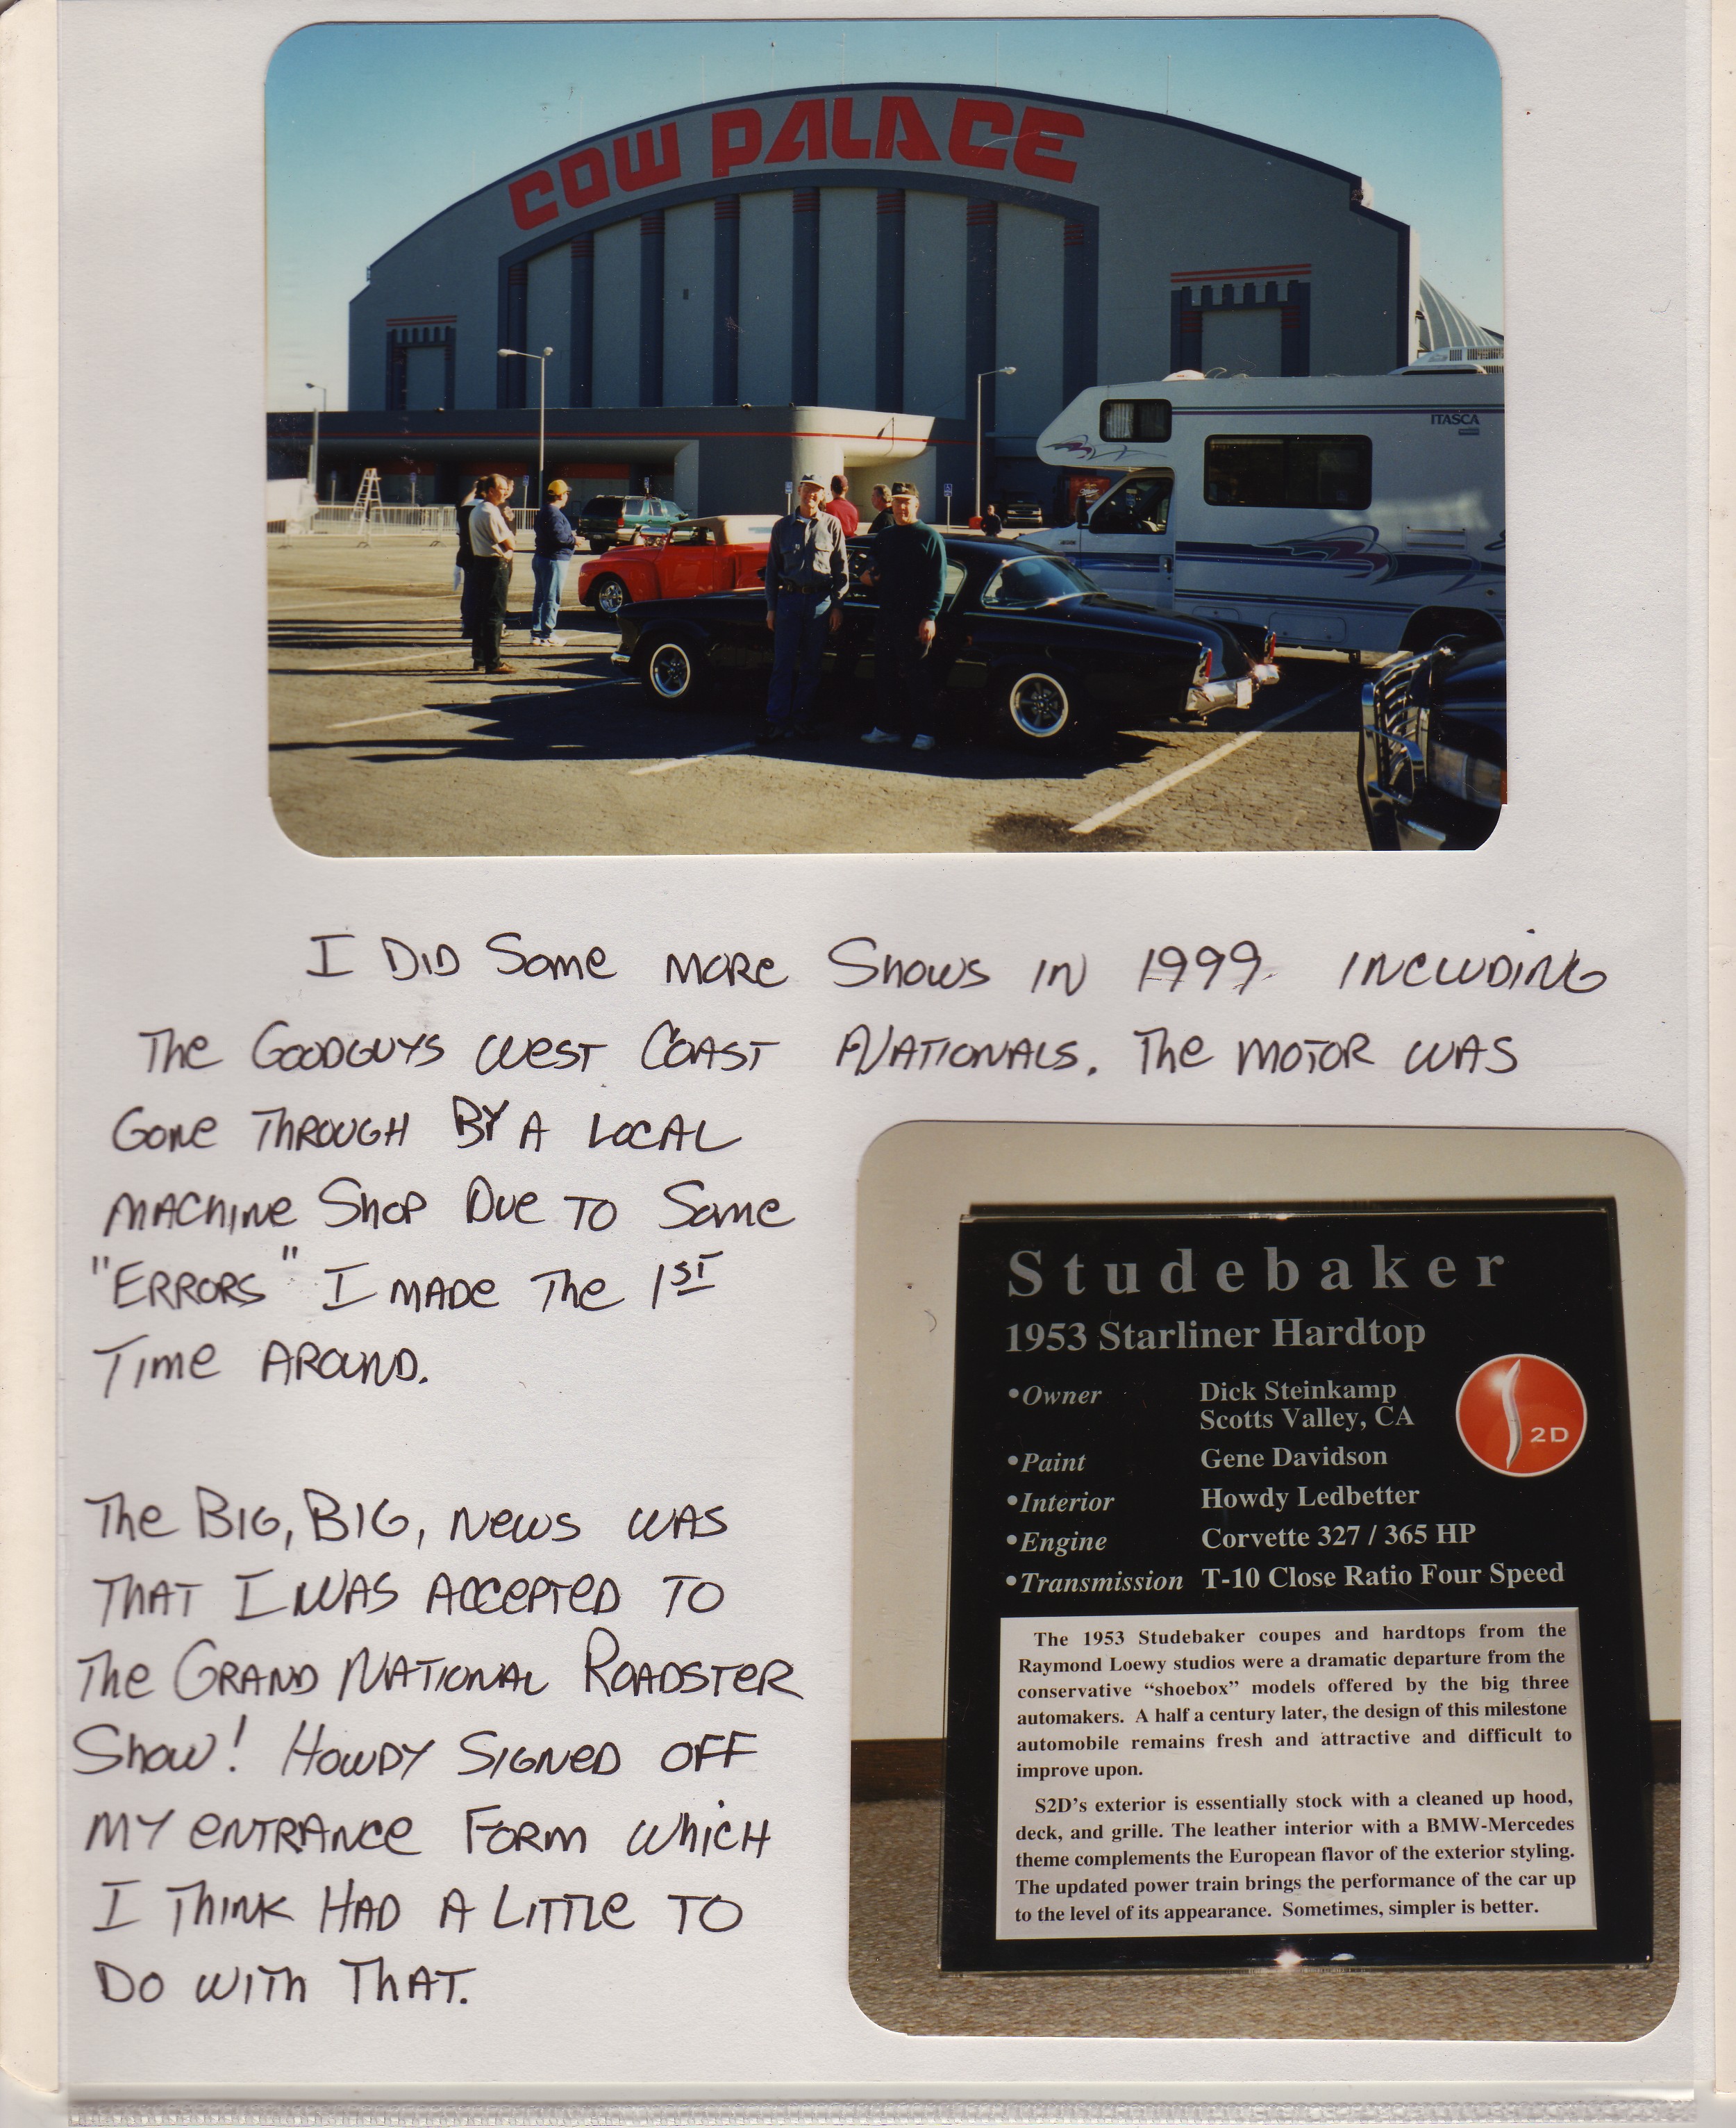 COW PALACE
ITASCA
I DID Some MORe Shows IN 1999 INCLUDING
The GOODGUYS WeST COAST NATIONALS. The MOTOR WAS
Gone ThROUGH BY A LOCAL
MAChINe ShOP Due TO Some
"ERRORS" I MADe The 1ST
Time AROUND.
The BIG, BIG, News WAS
ThAT I WAS ACCePTeD TO
The GRAND NATIONAL ROADSTeR
Show! HOWDY SIGNeD OFF
MY eNTRANCe FORM which
I ThINK HAD A LITTLe TO
DO WITh ThAT.
Studebaker
1953 Starliner Hardtop
•Owner Dick Steinkamp
Scotts Valley, CA
2D
•Paint Gene Davidson
•Interior Howdy Ledbetter
•Engine Corvette 327 / 365 HP
•Transmission T-10 Close Ratio Four Speed
The 1953 Studebaker coupes and hardtops from the
Raymond Loewy studios were a dramatic departure from the
conservative “shoebox” models offered by the big three
automakers. A half a century later, the design of this milestone
automobile remains fresh and attractive and difficult to
improve upon.
S2D’s exterior is essentially stock with a cleaned up hood,
deck, and grille. The leather interior with a BMW-Mercedes
theme complements the European flavor of the exterior styling.
The updated power train brings the performance of the car up
to the level of its appearance. Sometimes, simpler is better.